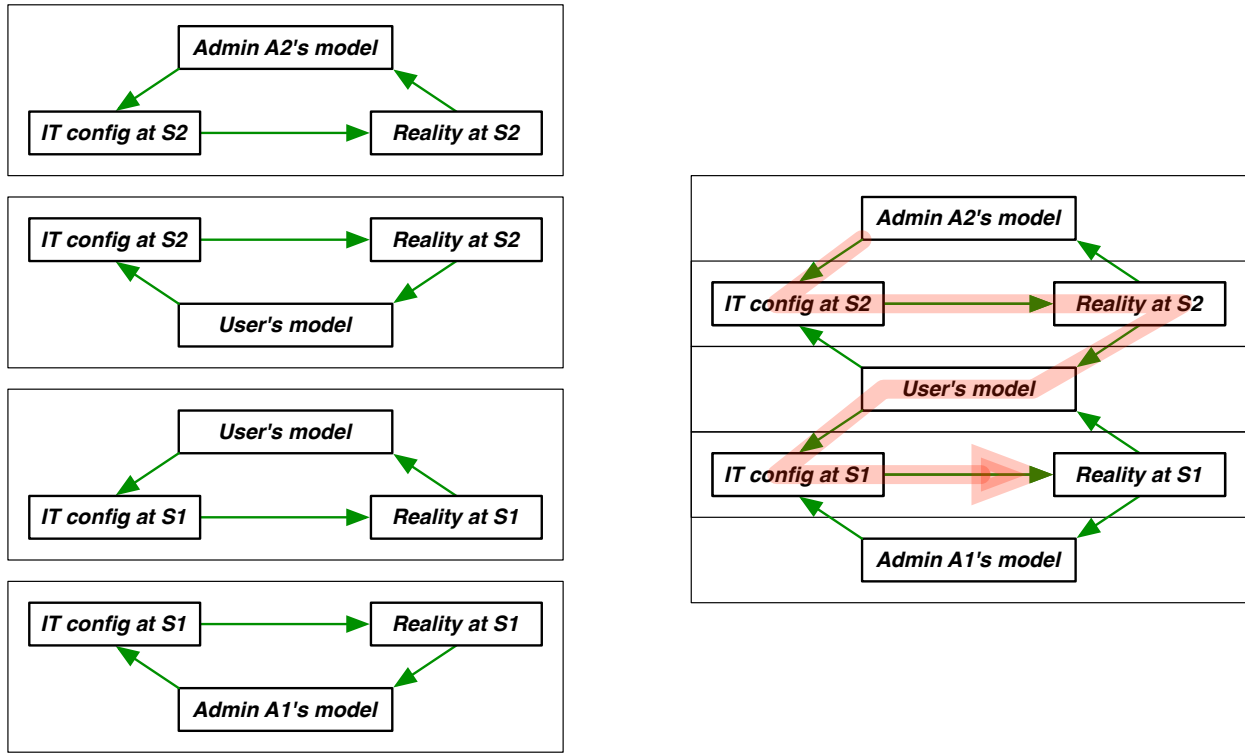 Admin A2's model
IT config at S2
Reality at S2
IT config at S2
Reality at S2
User's model
User's model
IT config at S1
Reality at S1
IT config at S1
Reality at S1
Admin A1's model
Admin A2's model
IT config at S2
Reality at S2
User's model
IT config at S1
Reality at S1
Admin A1's model